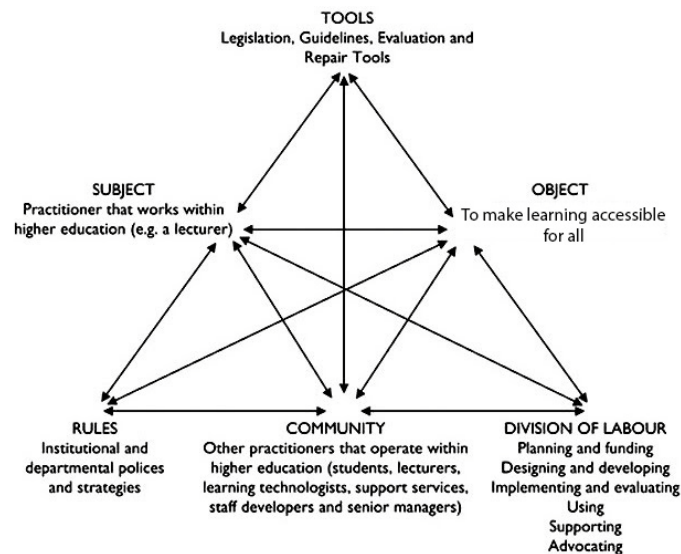 TOOLS
Legislation, Guidelines, Evaluation and
Repair Tools
SUBJECT
Practitioner that works within
higher education (e.g. a lecturer)
OBJECT
To make learning accessible
for all
RULES
Institutional and
departmental polices
and strategies
COMMUNITY
Other practitioners that operate within
higher education (students, lecturers,
learning technologists, support services,
staff developers and senior managers)
DIVISION OF LABOUR
Planning and funding
Designing and developing
Implementing and evaluating
Using
Supporting
Advocating